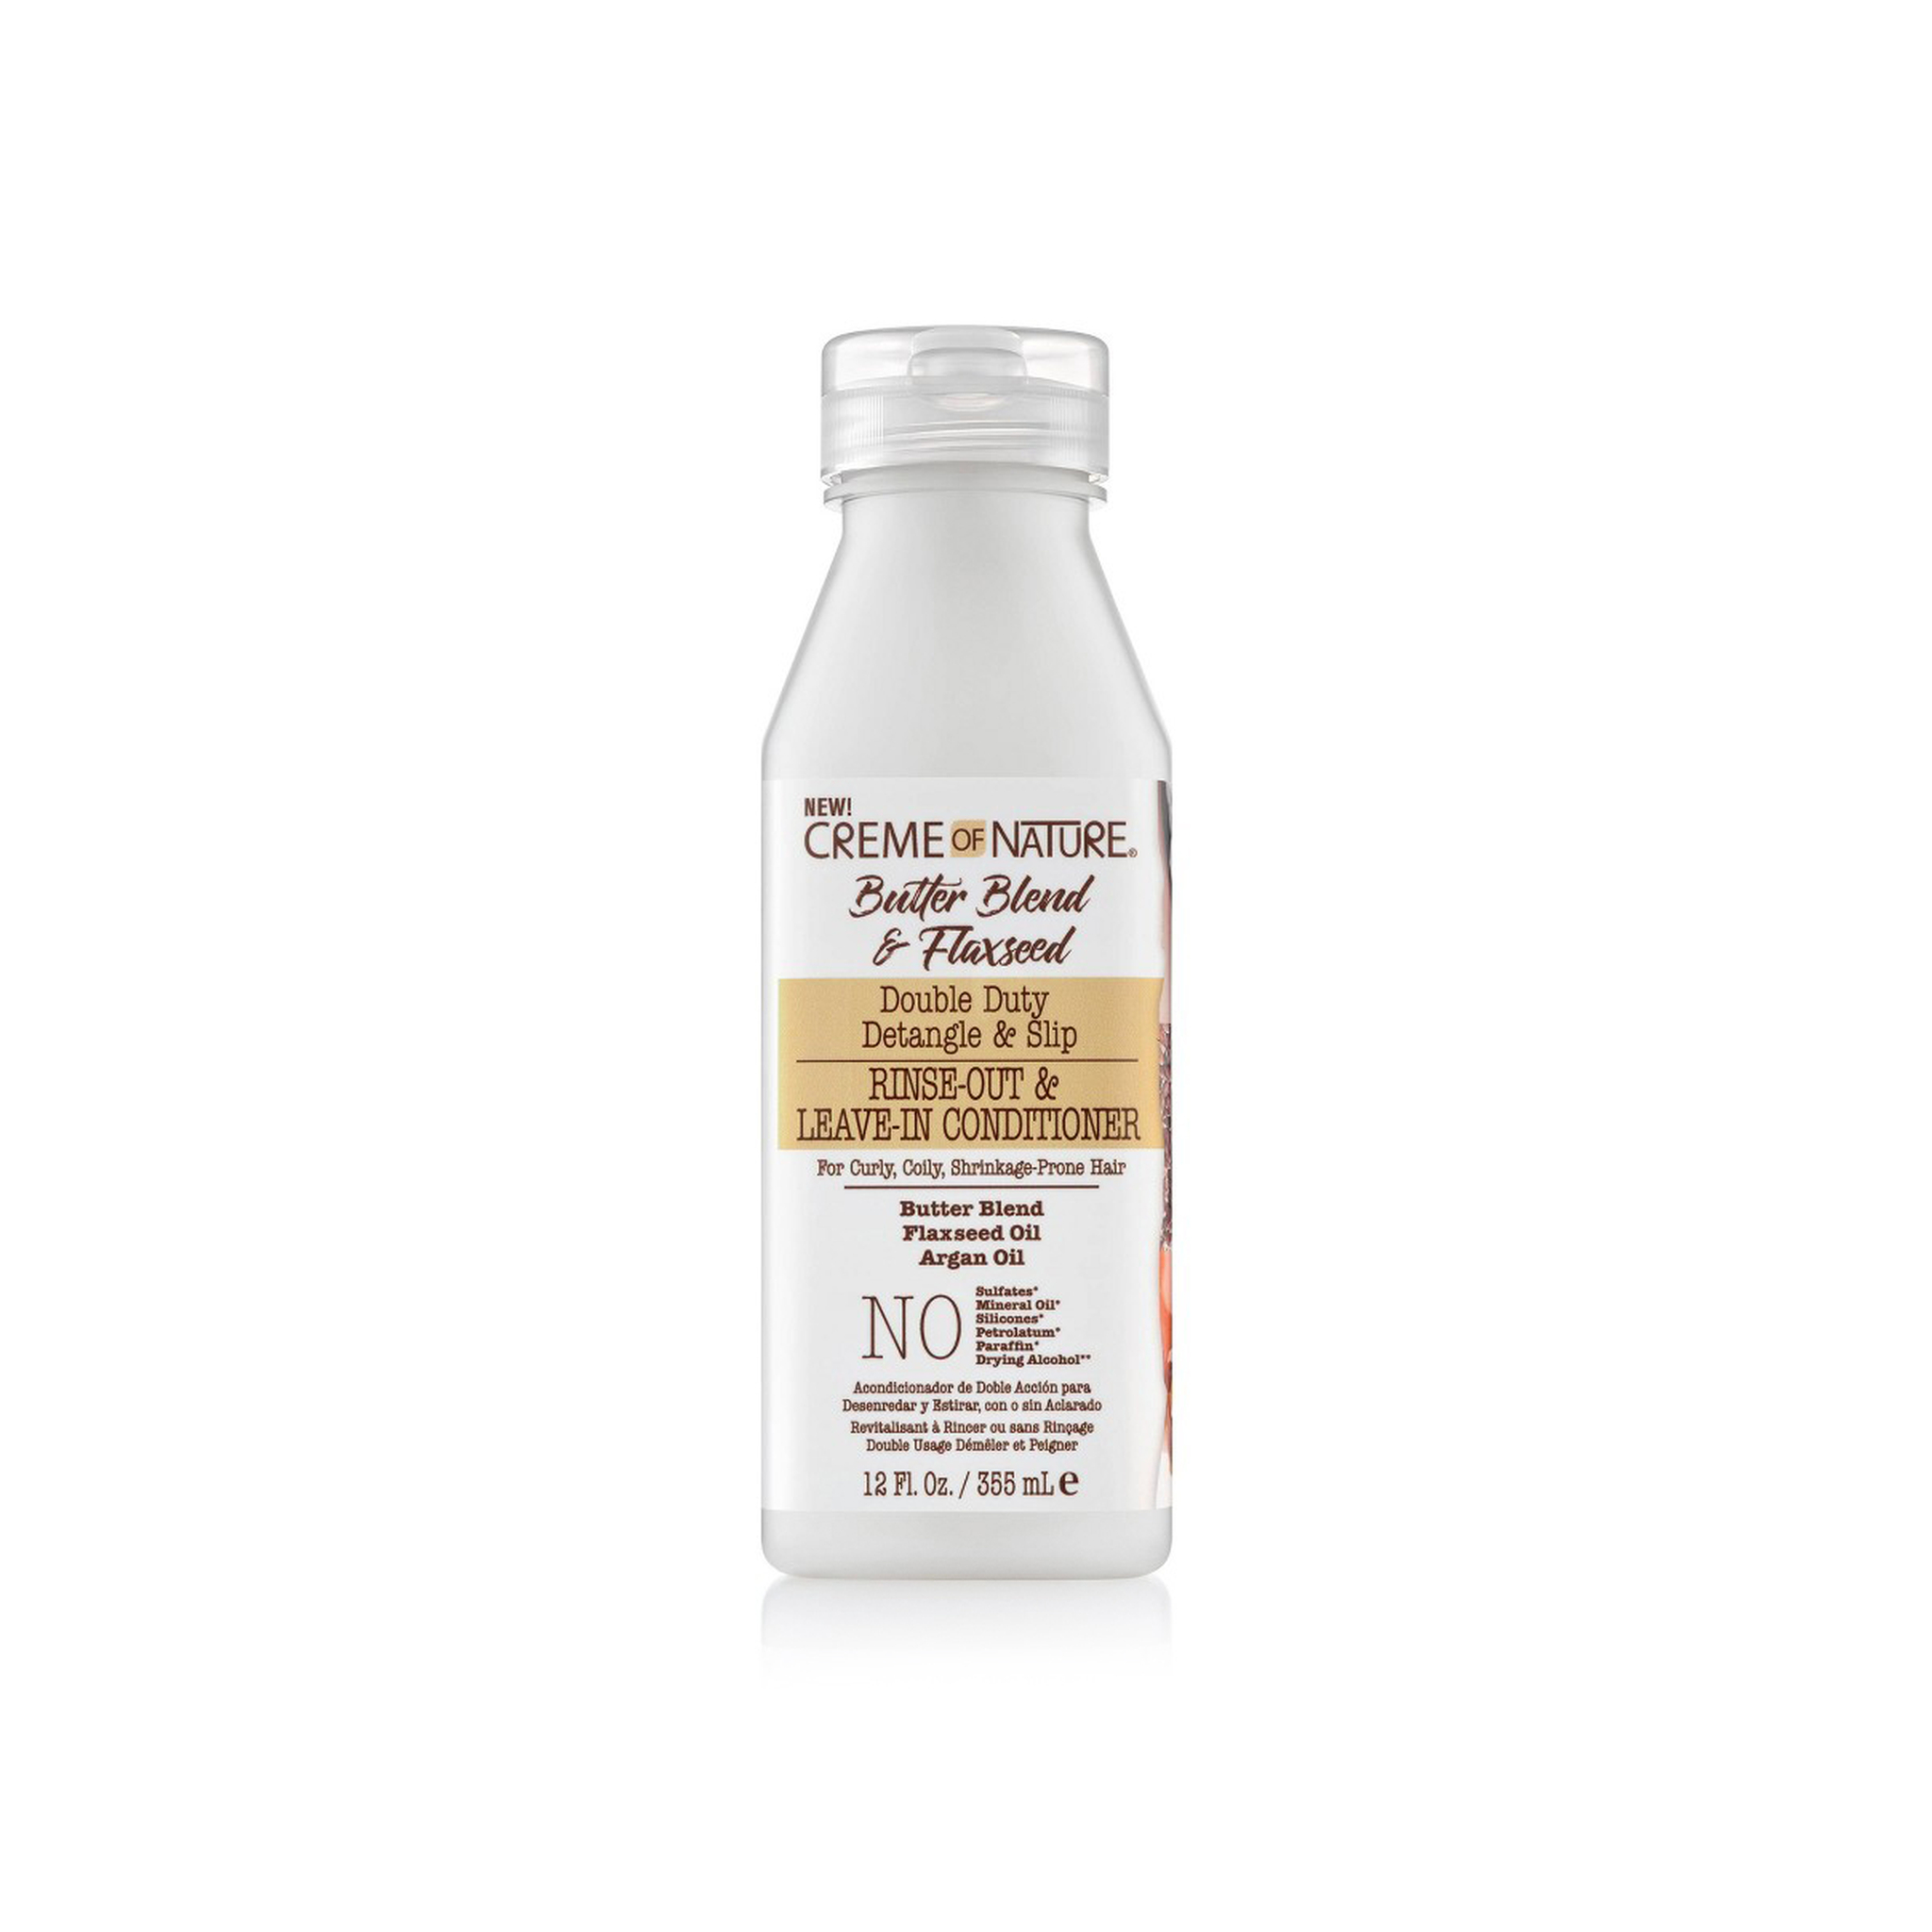 NEW!
CREME OF NATURE®
Butter Blend
& Flaxseed
Double Duty
Detangle & Slip
RINSE-OUT &
LEAVE-IN CONDITIONER
For Curly, Coily, Shrinkage-Prone Hair
Butter Blend
Flaxseed Oil
Argan Oil
NO
Sulfates*
Mineral Oil*
Silicones*
Petrolatum*
Paraffin*
Drying Alcohol**
Acondicionador de Doble Acción para
Desenredar y Estirar, con o sin Aclarado
Revitalisant à Rincer ou sans Rinçage
Double Usage Démêler et Peigner
12 Fl. Oz. / 355 mL e